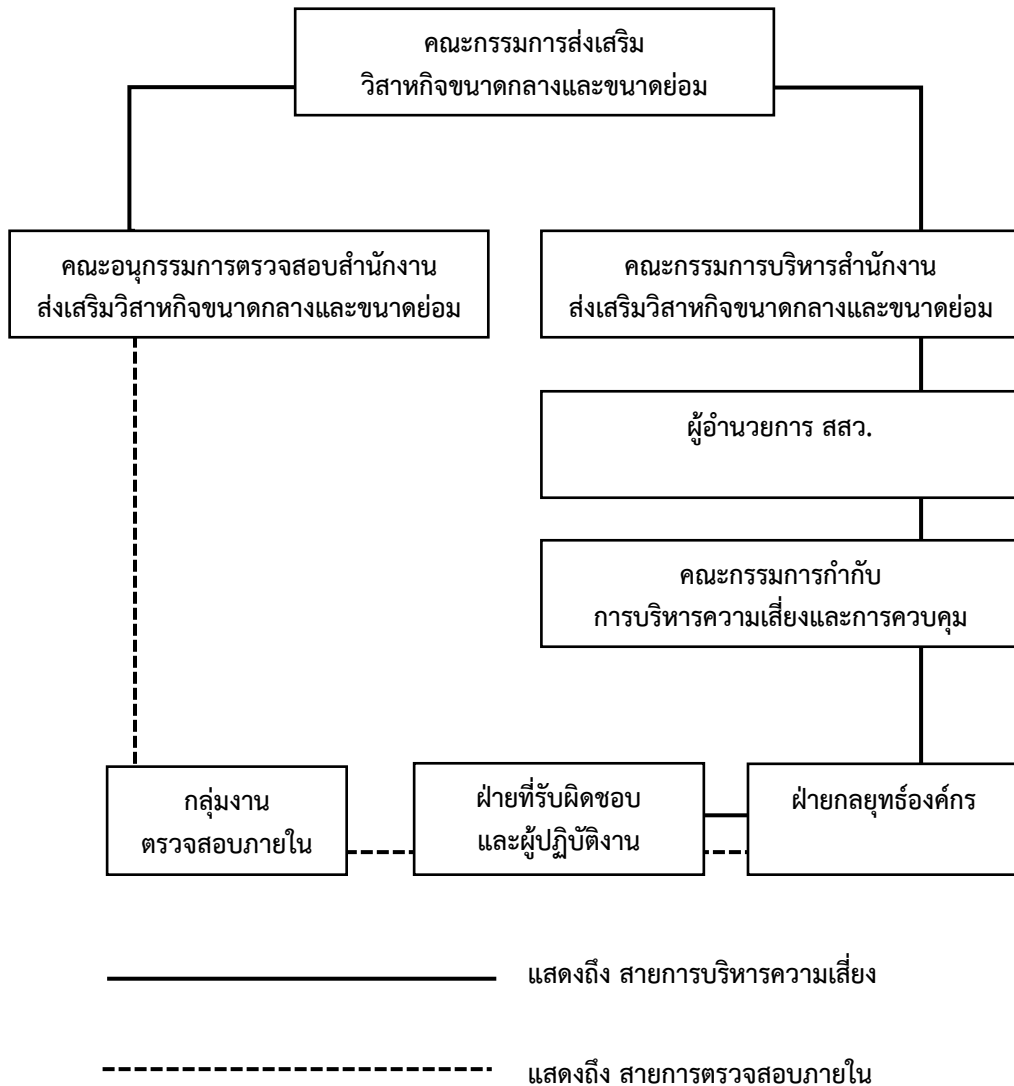 คณะกรรมการส่งเสริม
วิสาหกิจขนาดกลางและขนาดย่อม
คณะอนุกรรมการตรวจสอบสำนักงาน
ส่งเสริมวิสาหกิจขนาดกลางและขนาดย่อม
คณะกรรมการบริหารสำนักงาน
ส่งเสริมวิสาหกิจขนาดกลางและขนาดย่อม
ผู้อำนวยการ สสว.
คณะกรรมการกำกับ
การบริหารความเสี่ยงและการควบคุม
กลุ่มงาน
ตรวจสอบภายใน
ฝ่ายที่รับผิดชอบ
และผู้ปฏิบัติงาน
ฝ่ายกลยุทธ์องค์กร
แสดงถึง สายการบริหารความเสี่ยง
แสดงถึง สายการตรวจสอบภายใน